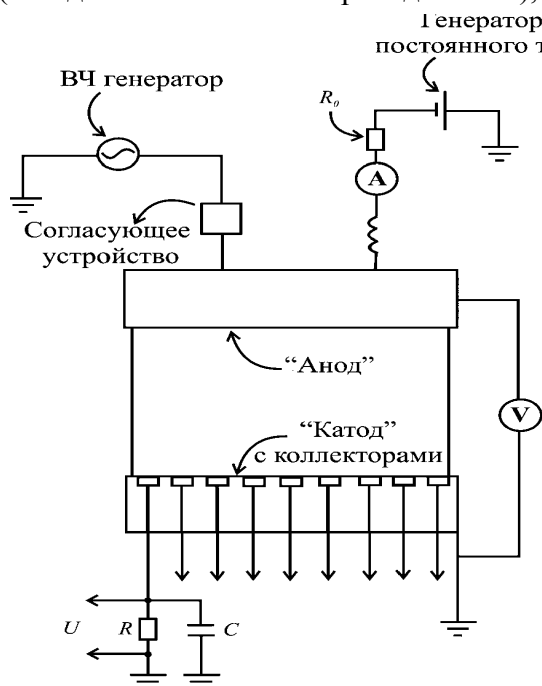 Генератор
постоянного т
ВЧ генератор
R₀
A
Согласующее
устройство
“Анод”
V
“Катод”
с коллекторами
U
R
C